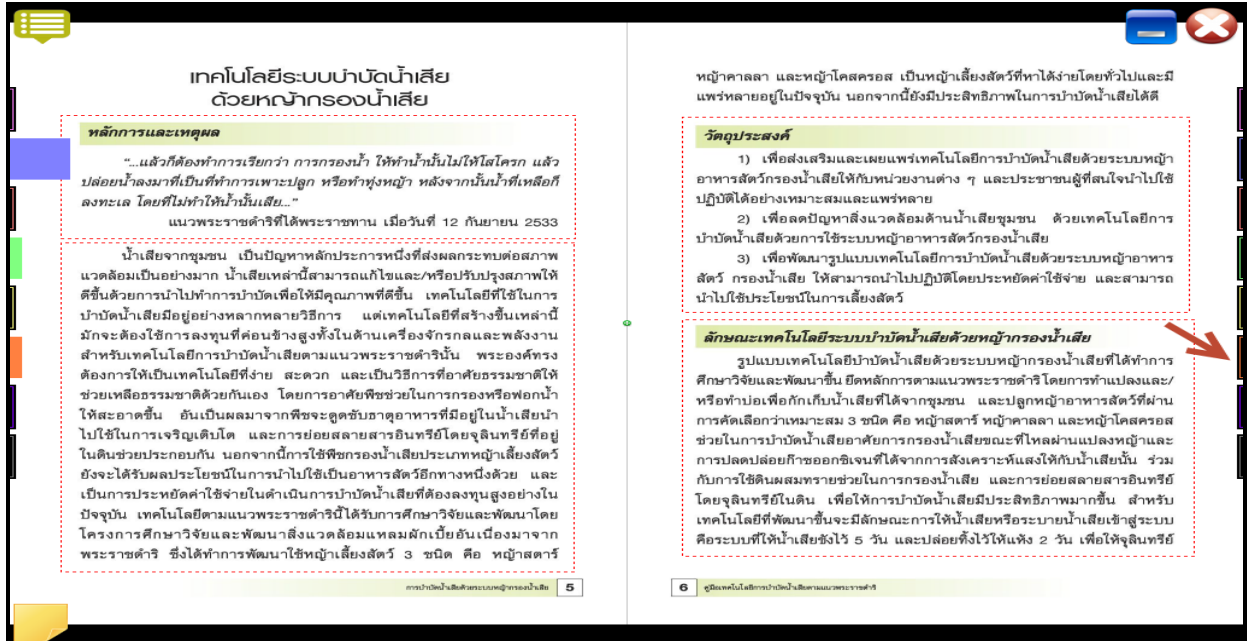 เทคโนโลยีระบบบำบัดน้ำเสีย
ด้วยหญ้ากรองน้ำเสีย
หลักการและเหตุผล
"...แล้วก็ต้องทำการเรียกว่า การกรองน้ำ ให้ทำน้ำนั้นไม่ให้โสโครก แล้ว
ปล่อยน้ำลงมาที่เป็นที่ทำการเพาะปลูก หรือทำทุ่งหญ้า หลังจากนั้นน้ำที่เหลือก็
ลงทะเล โดยที่ไม่ทำให้น้ำนั้นเสีย..."
แนวพระราชดำริที่ได้พระราชทาน เมื่อวันที่ 12 กันยายน 2533
น้ำเสียจากชุมชน เป็นปัญหาหลักประการหนึ่งที่ส่งผลกระทบต่อสภาพ
แวดล้อมเป็นอย่างมาก น้ำเสียเหล่านี้สามารถแก้ไขและ/หรือปรับปรุงสภาพให้
ดีขึ้นด้วยการนำไปทำการบำบัดเพื่อให้มีคุณภาพที่ดีขึ้น เทคโนโลยีที่ใช้ในการ
บำบัดน้ำเสียมีอยู่อย่างหลากหลายวิธีการ แต่เทคโนโลยีที่สร้างขึ้นเหล่านี้
มักจะต้องใช้การลงทุนที่ค่อนข้างสูงทั้งในด้านเครื่องจักรกลและพลังงาน
สำหรับเทคโนโลยีการบำบัดน้ำเสียตามแนวพระราชดำรินั้น พระองค์ทรง
ต้องการให้เป็นเทคโนโลยีที่ง่าย สะดวก และเป็นวิธีการที่อาศัยธรรมชาติให้
ช่วยเหลือธรรมชาติด้วยกันเอง โดยการอาศัยพืชช่วยในการกรองหรือฟอกน้ำ
ให้สะอาดขึ้น อันเป็นผลมาจากพืชจะดูดซับธาตุอาหารที่มีอยู่ในน้ำเสียนำ
ไปใช้ในการเจริญเติบโต และการย่อยสลายสารอินทรีย์โดยจุลินทรีย์ที่อยู่
ในดินช่วยประกอบกัน นอกจากนี้การใช้พืชกรองน้ำเสียประเภทหญ้าเลี้ยงสัตว์
ยังจะได้รับผลประโยชน์ในการนำไปใช้เป็นอาหารสัตว์อีกทางหนึ่งด้วย และ
เป็นการประหยัดค่าใช้จ่ายในดำเนินการบำบัดน้ำเสียที่ต้องลงทุนสูงอย่างใน
ปัจจุบัน เทคโนโลยีตามแนวพระราชดำรินี้ได้รับการศึกษาวิจัยและพัฒนาโดย
โครงการศึกษาวิจัยและพัฒนาสิ่งแวดล้อมแหลมผักเบี้ยอันเนื่องมาจาก
พระราชดำริ ซึ่งได้ทำการพัฒนาใช้หญ้าเลี้ยงสัตว์ 3 ชนิด คือ หญ้าสตาร์
การบำบัดน้ำเสียด้วยระบบหญ้ากรองน้ำเสีย 5
หญ้าคาลลา และหญ้าโคสครอส เป็นหญ้าเลี้ยงสัตว์ที่หาได้ง่ายโดยทั่วไปและมี
แพร่หลายอยู่ในปัจจุบัน นอกจากนี้ยังมีประสิทธิภาพในการบำบัดน้ำเสียได้ดี
วัตถุประสงค์
1) เพื่อส่งเสริมและเผยแพร่เทคโนโลยีการบำบัดน้ำเสียด้วยระบบหญ้า
อาหารสัตว์กรองน้ำเสียให้กับหน่วยงานต่าง ๆ และประชาชนผู้ที่สนใจนำไปใช้
ปฏิบัติได้อย่างเหมาะสมและแพร่หลาย
2) เพื่อลดปัญหาสิ่งแวดล้อมด้านน้ำเสียชุมชน ด้วยเทคโนโลยีการ
บำบัดน้ำเสียด้วยการใช้ระบบหญ้าอาหารสัตว์กรองน้ำเสีย
3) เพื่อพัฒนารูปแบบเทคโนโลยีการบำบัดน้ำเสียด้วยระบบหญ้าอาหาร
สัตว์ กรองน้ำเสีย ให้สามารถนำไปปฏิบัติโดยประหยัดค่าใช้จ่าย และสามารถ
นำไปใช้ประโยชน์ในการเลี้ยงสัตว์
ลักษณะเทคโนโลยีระบบบำบัดน้ำเสียด้วยหญ้ากรองน้ำเสีย
รูปแบบเทคโนโลยีบำบัดน้ำเสียด้วยระบบหญ้ากรองน้ำเสียที่ได้ทำการ
ศึกษาวิจัยและพัฒนาขึ้น ยึดหลักการตามแนวพระราชดำริ โดยการทำแปลงและ/
หรือทำบ่อเพื่อกักเก็บน้ำเสียที่ได้จากชุมชน และปลูกหญ้าอาหารสัตว์ที่ผ่าน
การคัดเลือกว่าเหมาะสม 3 ชนิด คือ หญ้าสตาร์ หญ้าคาลลา และหญ้าโคสครอส
ช่วยในการบำบัดน้ำเสียอาศัยการกรองน้ำเสียขณะที่ไหลผ่านแปลงหญ้าและ
การปลดปล่อยก๊าซออกซิเจนที่ได้จากการสังเคราะห์แสงให้กับน้ำเสียนั้น ร่วม
กับการใช้ดินผสมทรายช่วยในการกรองน้ำเสีย และการย่อยสลายสารอินทรีย์
โดยจุลินทรีย์ในดิน เพื่อให้การบำบัดน้ำเสียมีประสิทธิภาพมากขึ้น สำหรับ
เทคโนโลยีที่พัฒนาขึ้นจะมีลักษณะการให้น้ำเสียหรือระบายน้ำเสียเข้าสู่ระบบ
คือระบบที่ให้น้ำเสียขังไว้ 5 วัน และปล่อยทิ้งไว้ให้แห้ง 2 วัน เพื่อให้จุลินทรีย์
6 คู่มือเทคโนโลยีการบำบัดน้ำเสียตามแนวพระราชดำริ